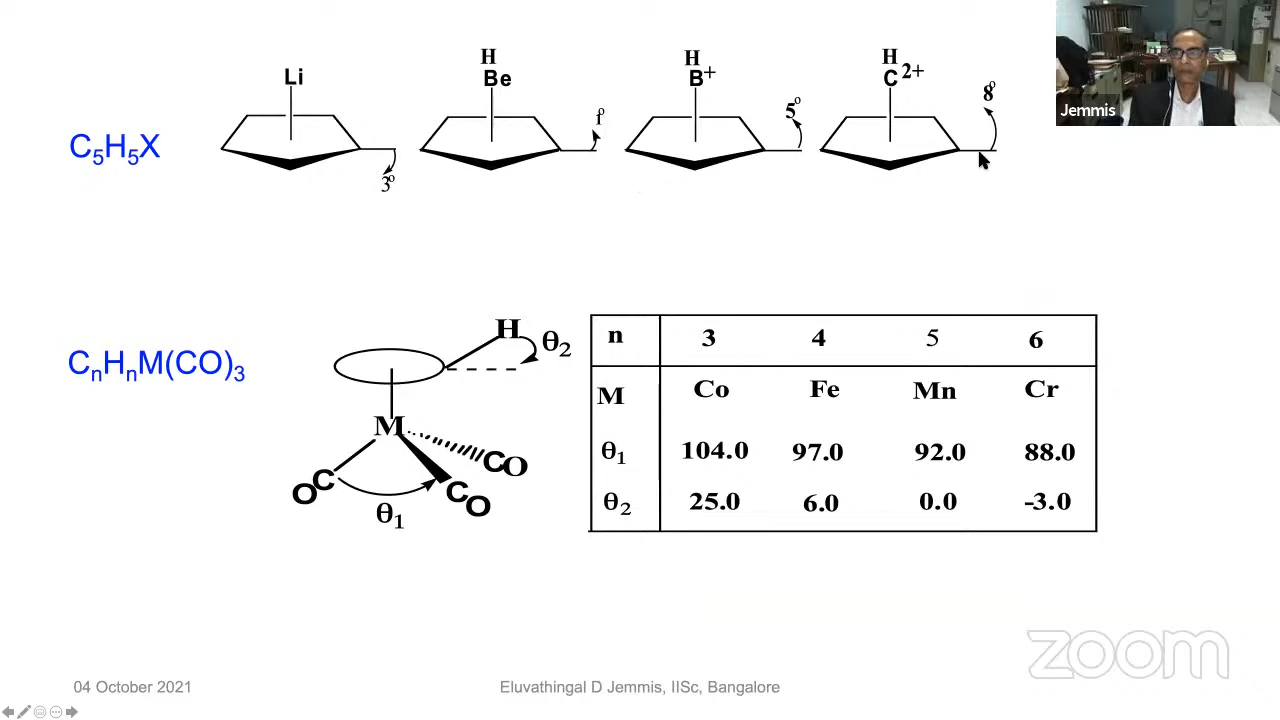 H
H
H
Li
Be
B+
C 2+
Jemmis
C5H5X
3°
1°
5°
8°
CnHnM(CO)3
H
θ2
M
OC
CO
CO
θ1
n 3 4 5 6
M Co Fe Mn Cr
θ1 104.0 97.0 92.0 88.0
θ2 25.0 6.0 0.0 -3.0
zoom
04 October 2021
Eluvathingal D Jemmis, IISc, Bangalore